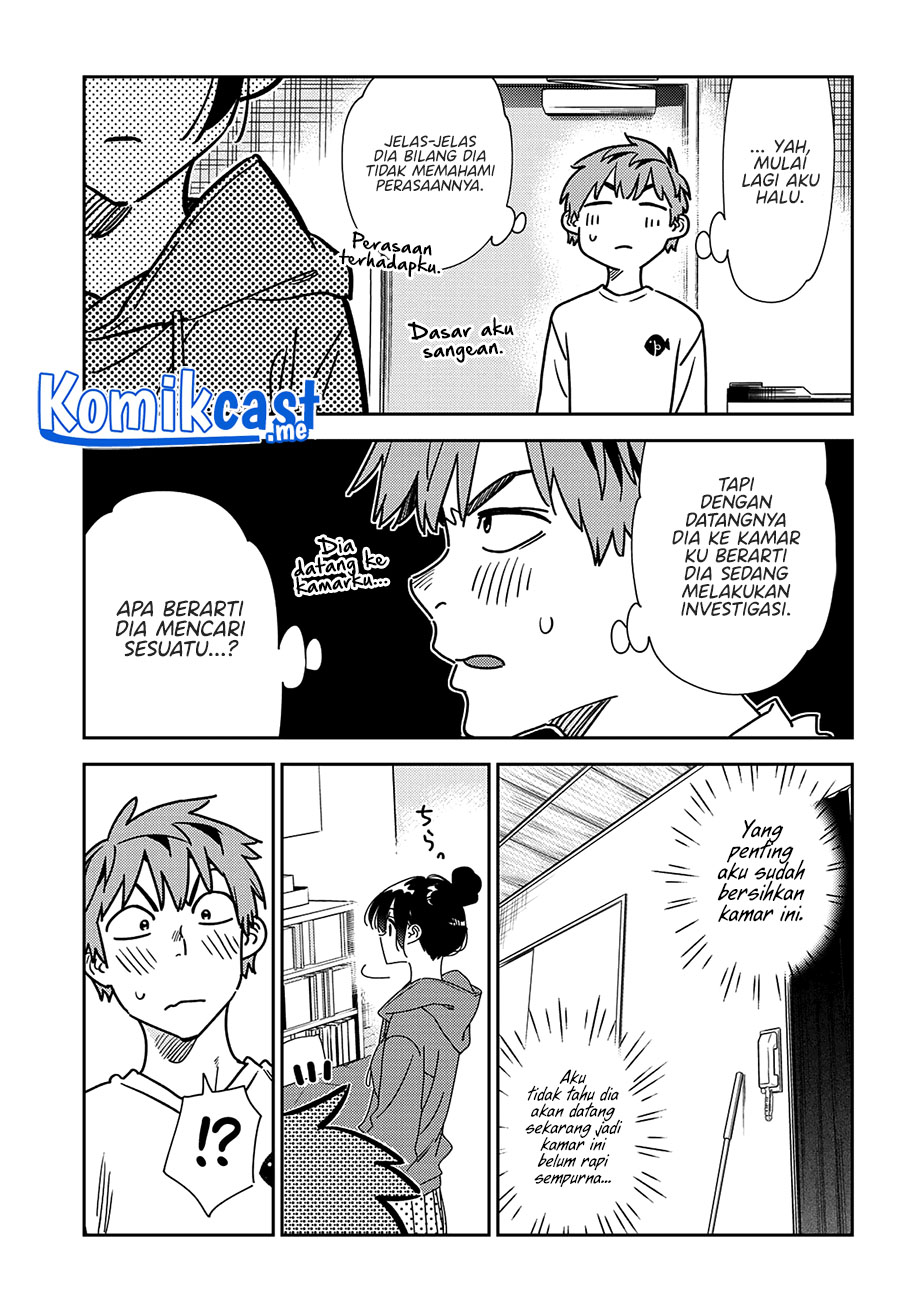 ... YAH,
MULAI
LAGI AKU
HALU.
JELAS-JELAS
DIA BILANG DIA
TIDAK MEMAHAMI
PERASAANNYA.
Perasaan
terhadapku.
Dasar aku
sangean.
Komikcast
.me
TAPI
DENGAN
DATANGNYA
DIA KE KAMAR
KU BERARTI
DIA SEDANG
MELAKUKAN
INVESTIGASI.
Dia
datang ke
kamarku...
APA BERARTI
DIA MENCARI
SESUATU...?
Yang
penting
aku sudah
bersihkan
kamar ini.
Aku
tidak tahu dia
akan datang
sekarang jadi
kamar ini
belum rapi
sempurna...
ちら、
!!
!?